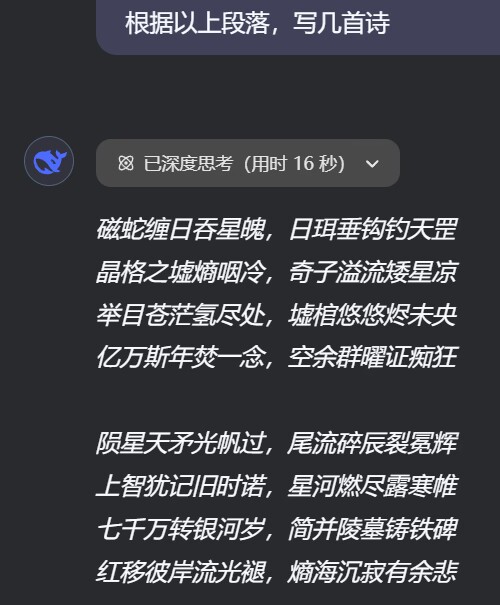 根据以上段落，写几首诗
已深度思考（用时 16 秒）
磁蛇缠日吞星魄，日珥垂钩钓天罡
晶格之墟熵咽冷，奇子溢流矮星凉
举目苍茫氢尽处，墟棺悠悠烬未央
亿万斯年焚一念，空余群曜证痴狂
陨星天矛光帆过，尾流碎辰裂冕辉
上智犹记旧时诺，星河燃尽露寒帷
七千万转银河岁，简并陵墓铸铁碑
红移彼岸流光褪，熵海沉寂有余悲